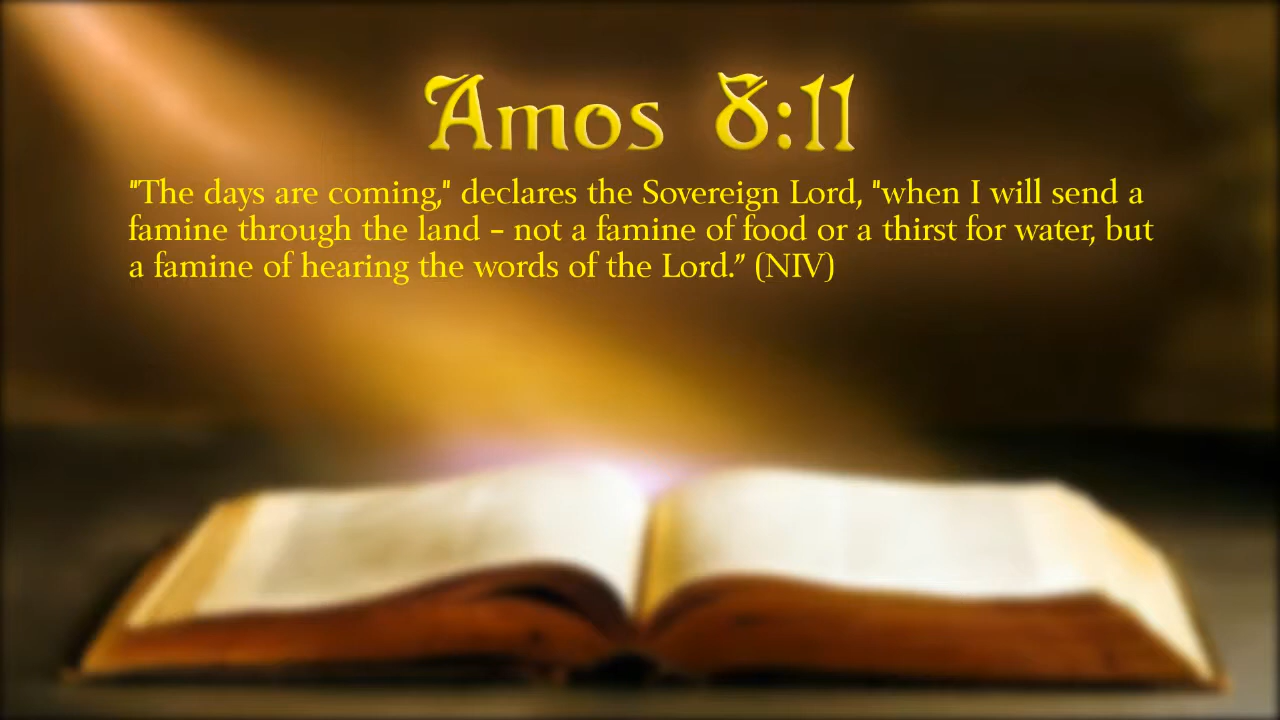 Amos 8:11
"The days are coming," declares the Sovereign Lord, "when I will send a
famine through the land - not a famine of food or a thirst for water, but
a famine of hearing the words of the Lord.” (NIV)